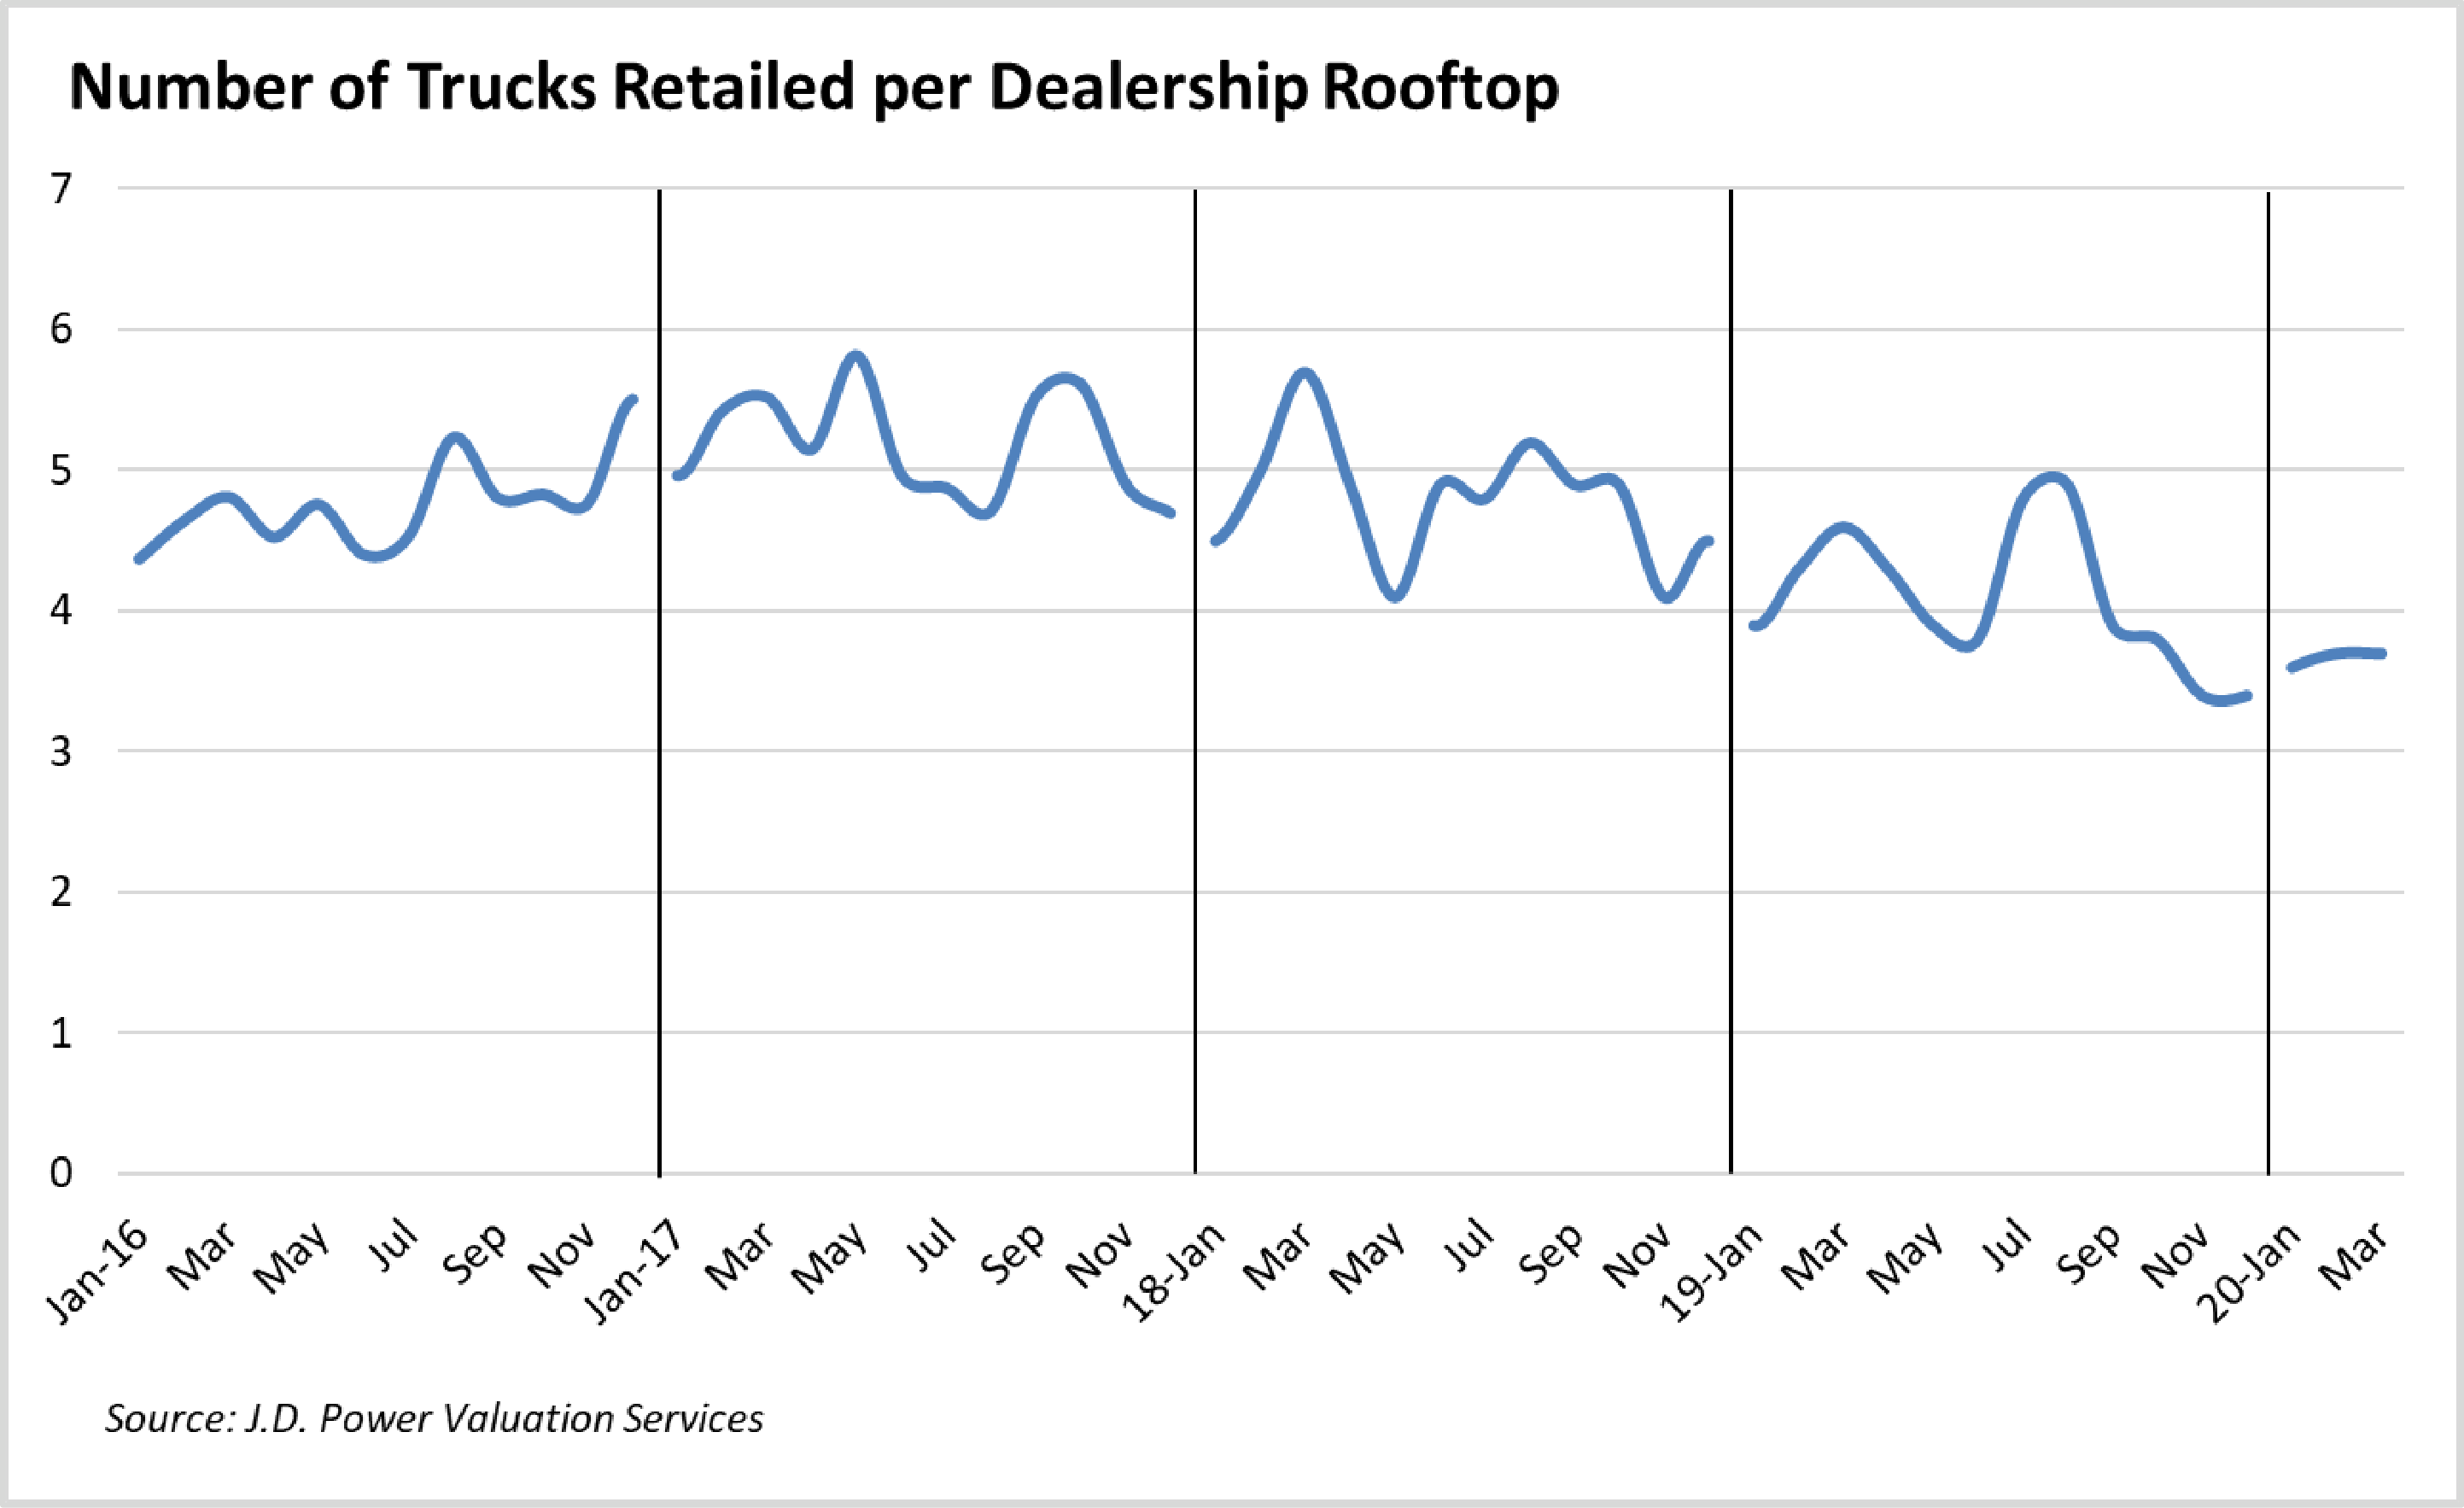 Number of Trucks Retailed per Dealership Rooftop
7
6
5
4
3
2
1
0
Jan-16 Mar May Jul Sep Nov Jan-17 Mar May Jul Sep Nov 18-Jan Mar May Jul Sep Nov 19-Jan Mar May Jul Sep Nov 20-Jan Mar
Source: J.D. Power Valuation Services